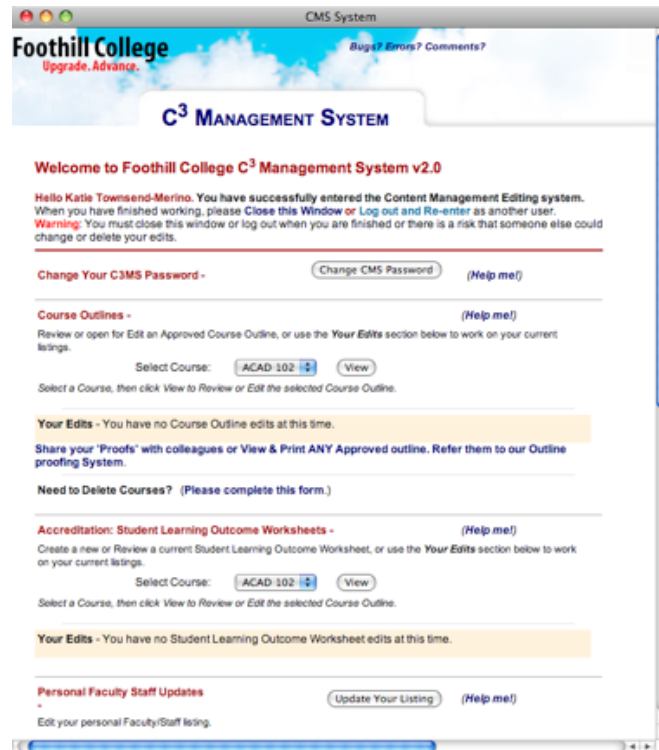 CMS System
Foothill College
Upgrade. Advance.
Bugs? Errors? Comments?
C3 MANAGEMENT SYSTEM
Welcome to Foothill College C3 Management System v2.0
Hello Katie Townsend-Merino. You have successfully entered the Content Management Editing system.
When you have finished working, please Close this Window or Log out and Re-enter as another user.
Warning: You must close this window or log out when you are finished or there is a risk that someone else could
change or delete your edits.
Change Your C3MS Password - Change CMS Password (Help me!)
Course Outlines - (Help me!)
Review or open for Edit an Approved Course Outline, or use the Your Edits section below to work on your current
listings.
Select Course: ACAD 102 View
Select a Course, then click View to Review or Edit the selected Course Outline.
Your Edits - You have no Course Outline edits at this time.
Share your 'Proofs' with colleagues or View & Print ANY Approved outline. Refer them to our Outline
proofing System.
Need to Delete Courses? (Please complete this form.)
Accreditation: Student Learning Outcome Worksheets - (Help me!)
Create a new or Review a current Student Learning Outcome Worksheet, or use the Your Edits section below to work
on your current listings.
Select Course: ACAD 102 View
Select a Course, then click View to Review or Edit the selected Course Outline.
Your Edits - You have no Student Learning Outcome Worksheet edits at this time.
Personal Faculty Staff Updates Update Your Listing (Help me!)
-
Edit your personal Faculty/Staff listing.